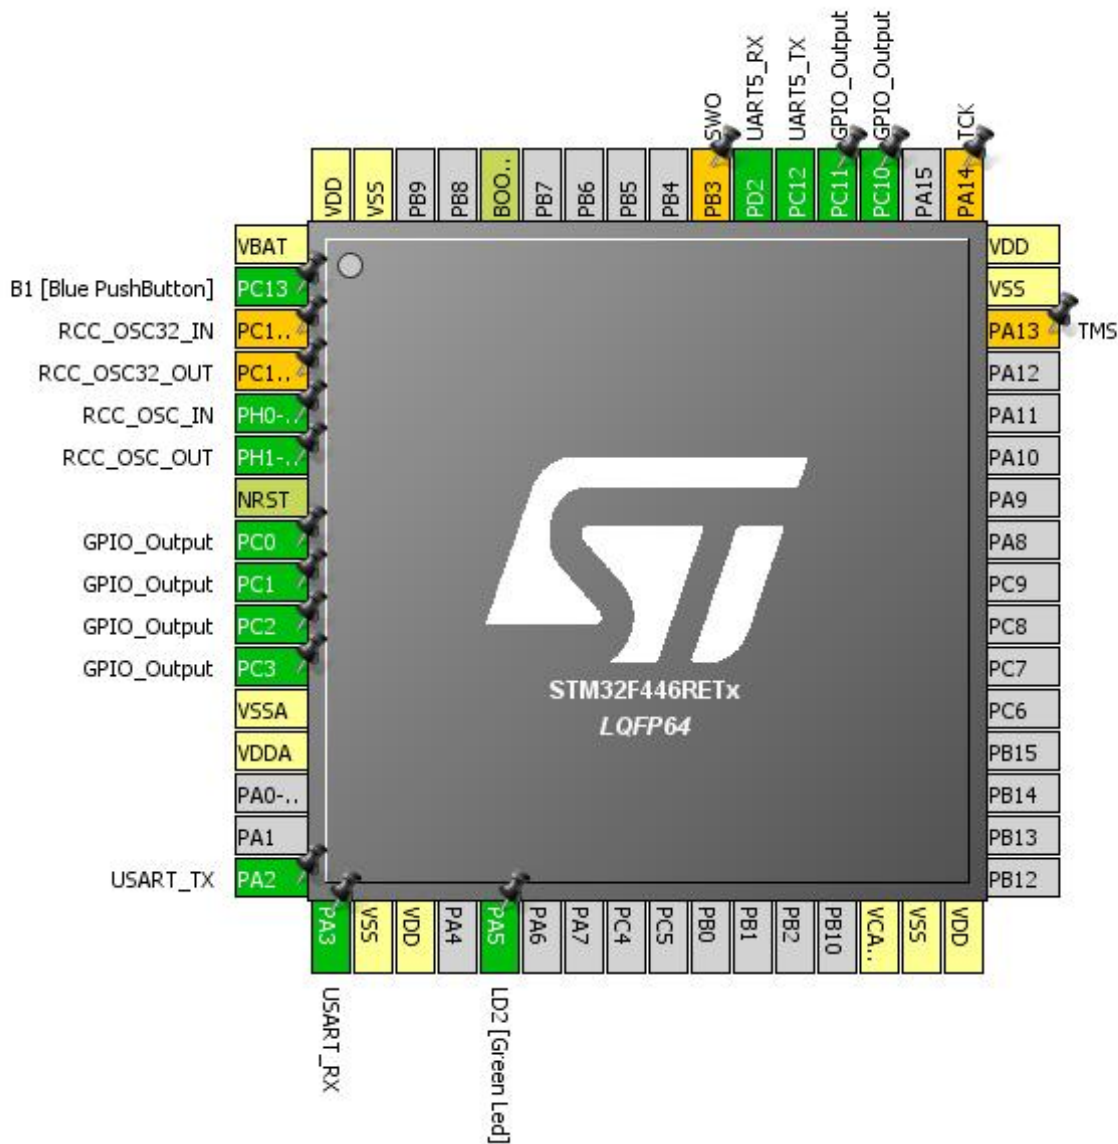 SWO
UART5_RX
UART5_TX
GPIO_Output
GPIO_Output
TCK
VDD
VSS
PB9
PB8
BOO..
PB7
PB6
PB5
PB4
PB3
PD2
PC12
PC11
PC10
PA15
PA14
VBAT
B1 [Blue PushButton] PC13
RCC_OSC32_IN PC1..
RCC_OSC32_OUT PC1..
RCC_OSC_IN PH0-..
RCC_OSC_OUT PH1-..
NRST
GPIO_Output PC0
GPIO_Output PC1
GPIO_Output PC2
GPIO_Output PC3
VSSA
VDDA
PA0-..
PA1
USART_TX PA2
ST
STM32F446RETx
LQFP64
VDD
VSS
PA13 TMS
PA12
PA11
PA10
PA9
PA8
PC9
PC8
PC7
PC6
PB15
PB14
PB13
PB12
PA3
VSS
VDD
PA4
PA5
PA6
PA7
PC4
PC5
PB0
PB1
PB2
PB10
VCA..
VSS
VDD
USART_RX
LD2 [Green Led]